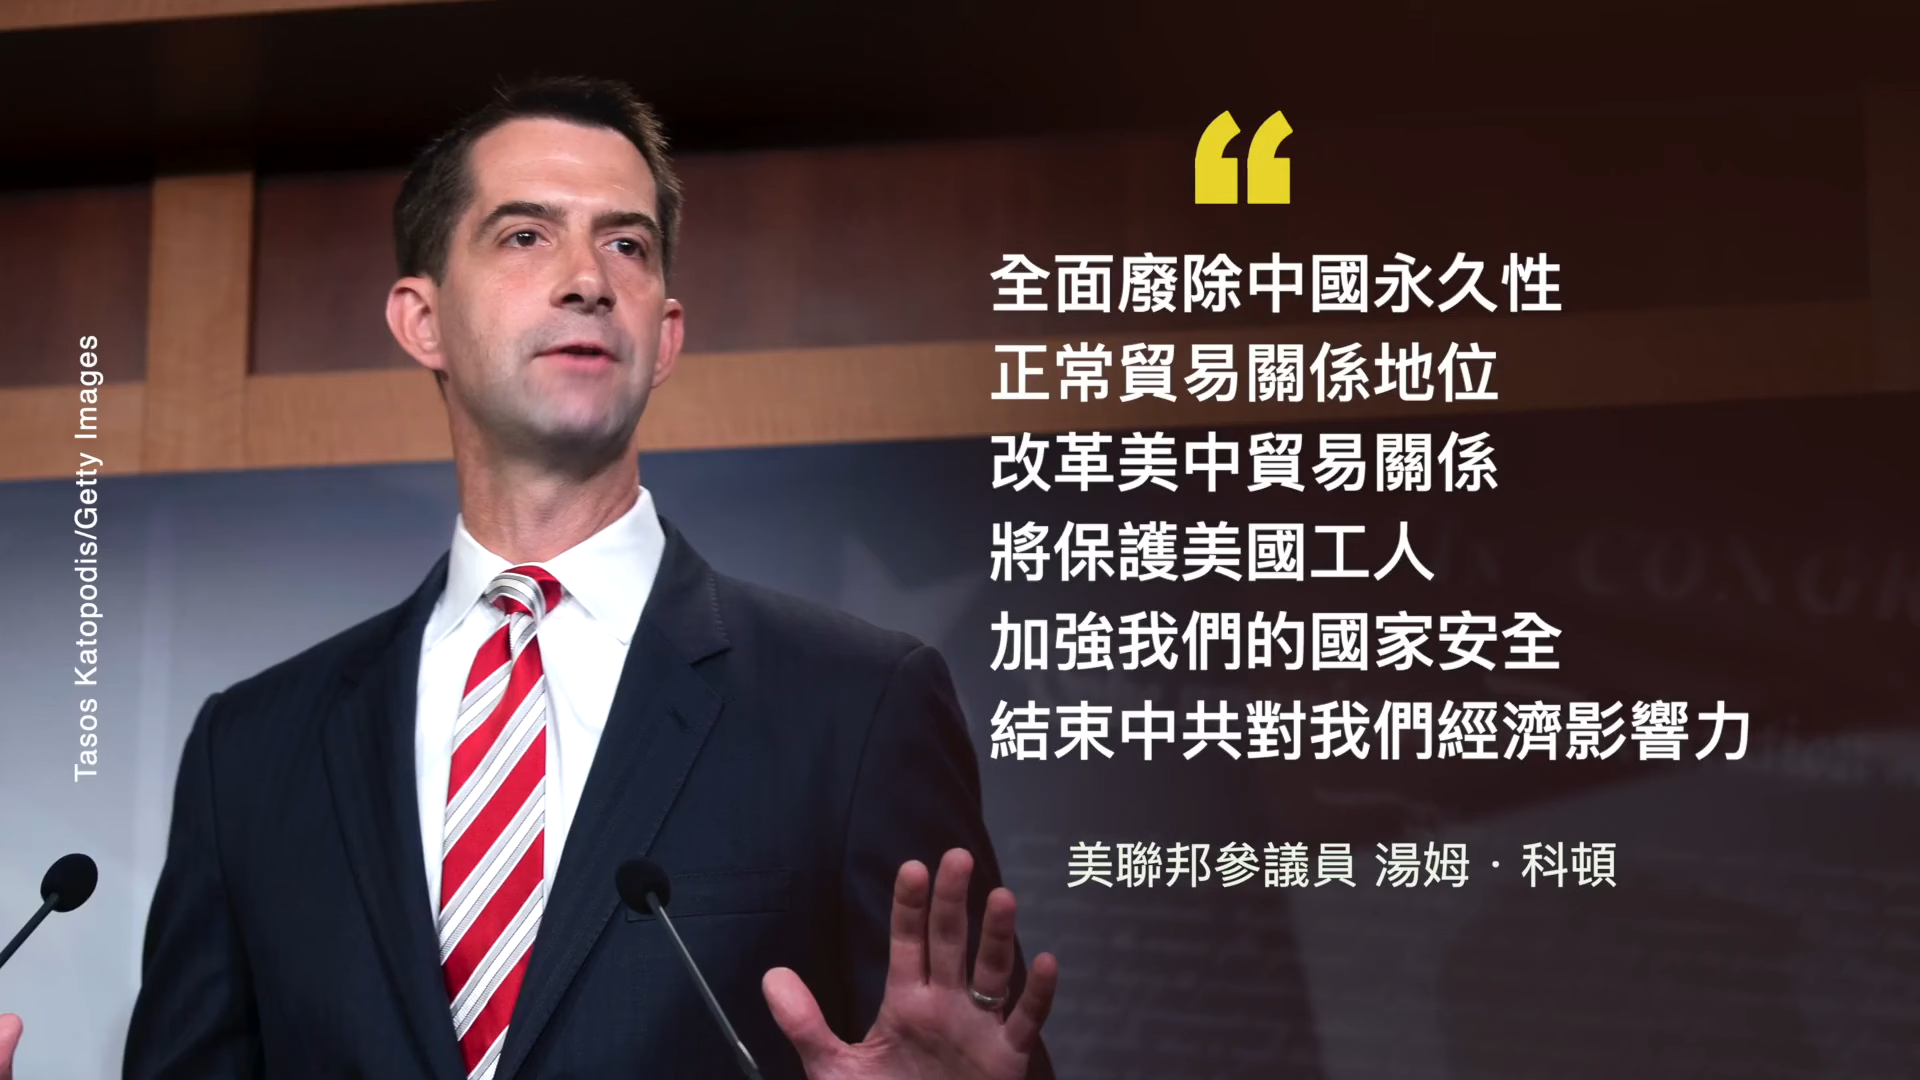 Tasos Katopodis/Getty Images
全面廢除中國永久性
正常貿易關係地位
改革美中貿易關係
將保護美國工人
加強我們的國家安全
結束中共對我們經濟影響力
美聯邦參議員 湯姆．科頓